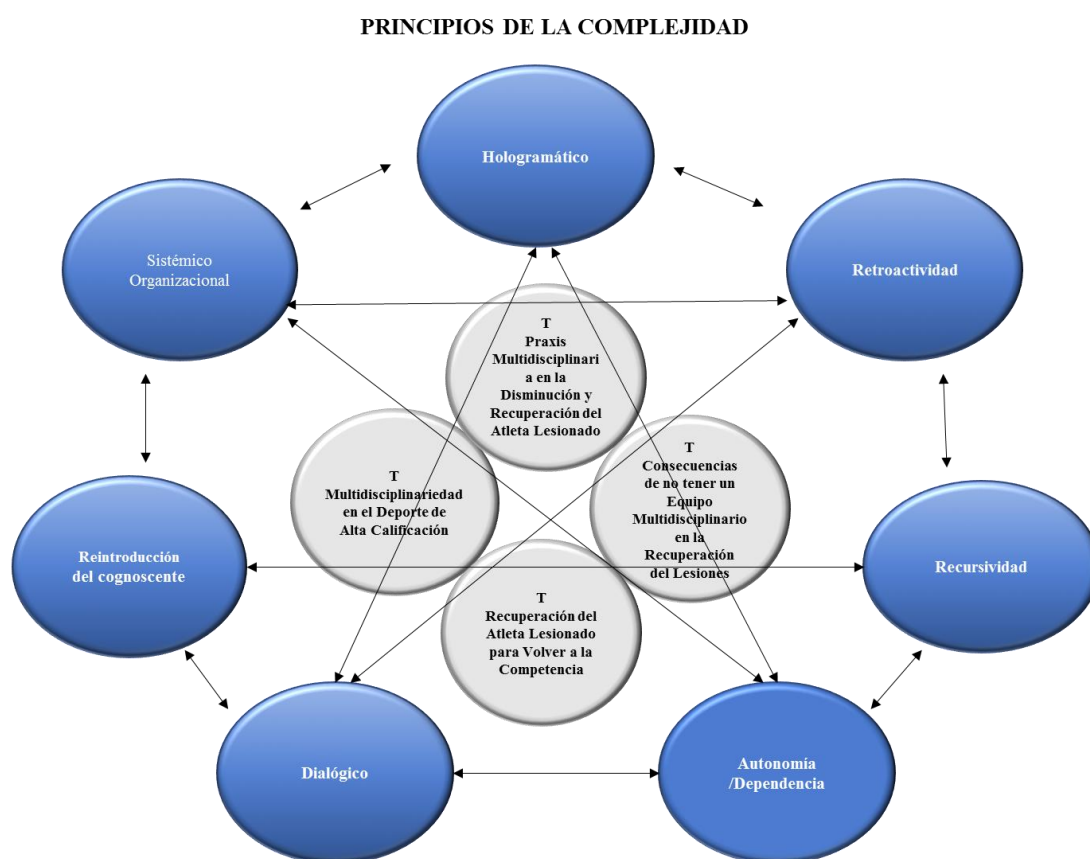 PRINCIPIOS DE LA COMPLEJIDAD
Hologramático
Sistémico
Organizacional
Retroactividad
T
Praxis
Multidisciplinari
a en la
Disminución y
Recuperación del
Atleta Lesionado
T
Multidisciplinariedad
en el Deporte de
Alta Calificación
T
Consecuencias
de no tener un
Equipo
Multidisciplinario
en la
Recuperación
del Lesiones
Reintroducción
del cognoscente
Recursividad
T
Recuperación del
Atleta Lesionado
para Volver a la
Competencia
Dialógico
Autonomía
/Dependencia